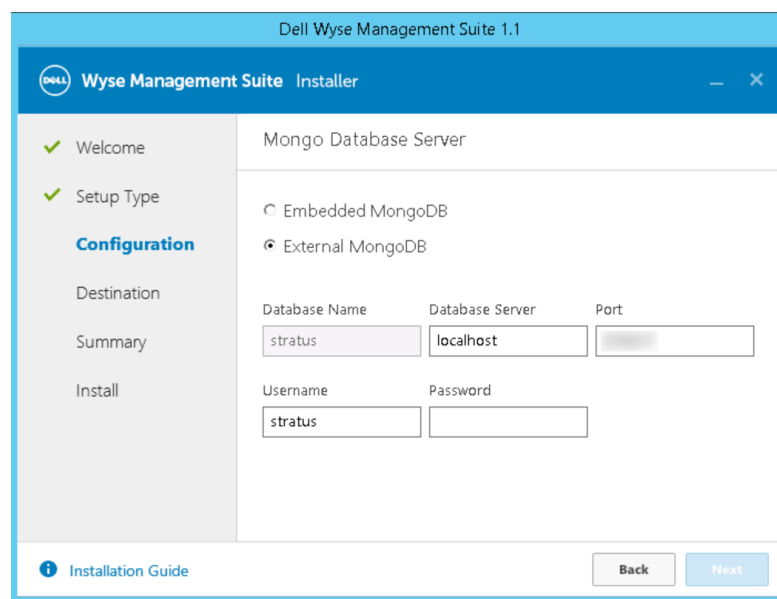 Dell Wyse Management Suite 1.1
DELL Wyse Management Suite Installer
Welcome
Setup Type
Configuration
Destination
Summary
Install
Mongo Database Server
Embedded MongoDB
External MongoDB
Database Name Database Server Port
stratus localhost
Username Password
stratus
Installation Guide
Back Next